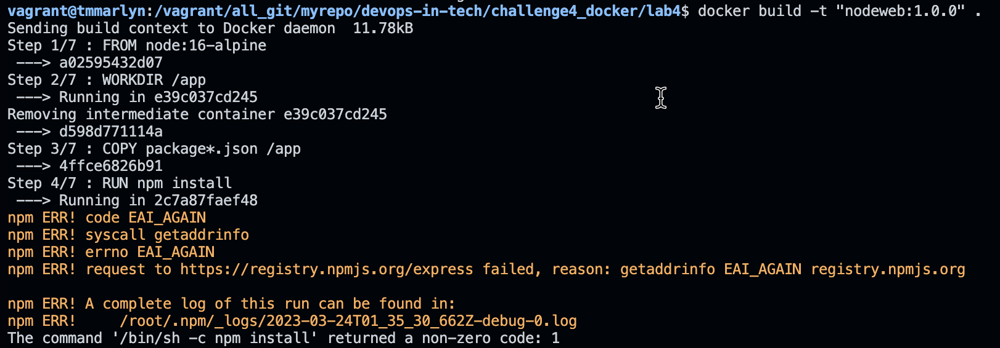 vagrant@tmmarlyn:/vagrant/all_git/myrepo/devops-in-tech/challenge4_docker/lab4$ docker build -t "nodeweb:1.0.0" .
Sending build context to Docker daemon  11.78kB
Step 1/7 : FROM node:16-alpine
 ---> a02595432d07
Step 2/7 : WORKDIR /app
 ---> Running in e39c037cd245
Removing intermediate container e39c037cd245
 ---> d598d771114a
Step 3/7 : COPY package*.json /app
 ---> 4ffce6826b91
Step 4/7 : RUN npm install
 ---> Running in 2c7a87faef48
npm ERR! code EAI_AGAIN
npm ERR! syscall getaddrinfo
npm ERR! errno EAI_AGAIN
npm ERR! request to https://registry.npmjs.org/express failed, reason: getaddrinfo EAI_AGAIN registry.npmjs.org
npm ERR! A complete log of this run can be found in:
npm ERR!     /root/.npm/_logs/2023-03-24T01_35_30_662Z-debug-0.log
The command '/bin/sh -c npm install' returned a non-zero code: 1